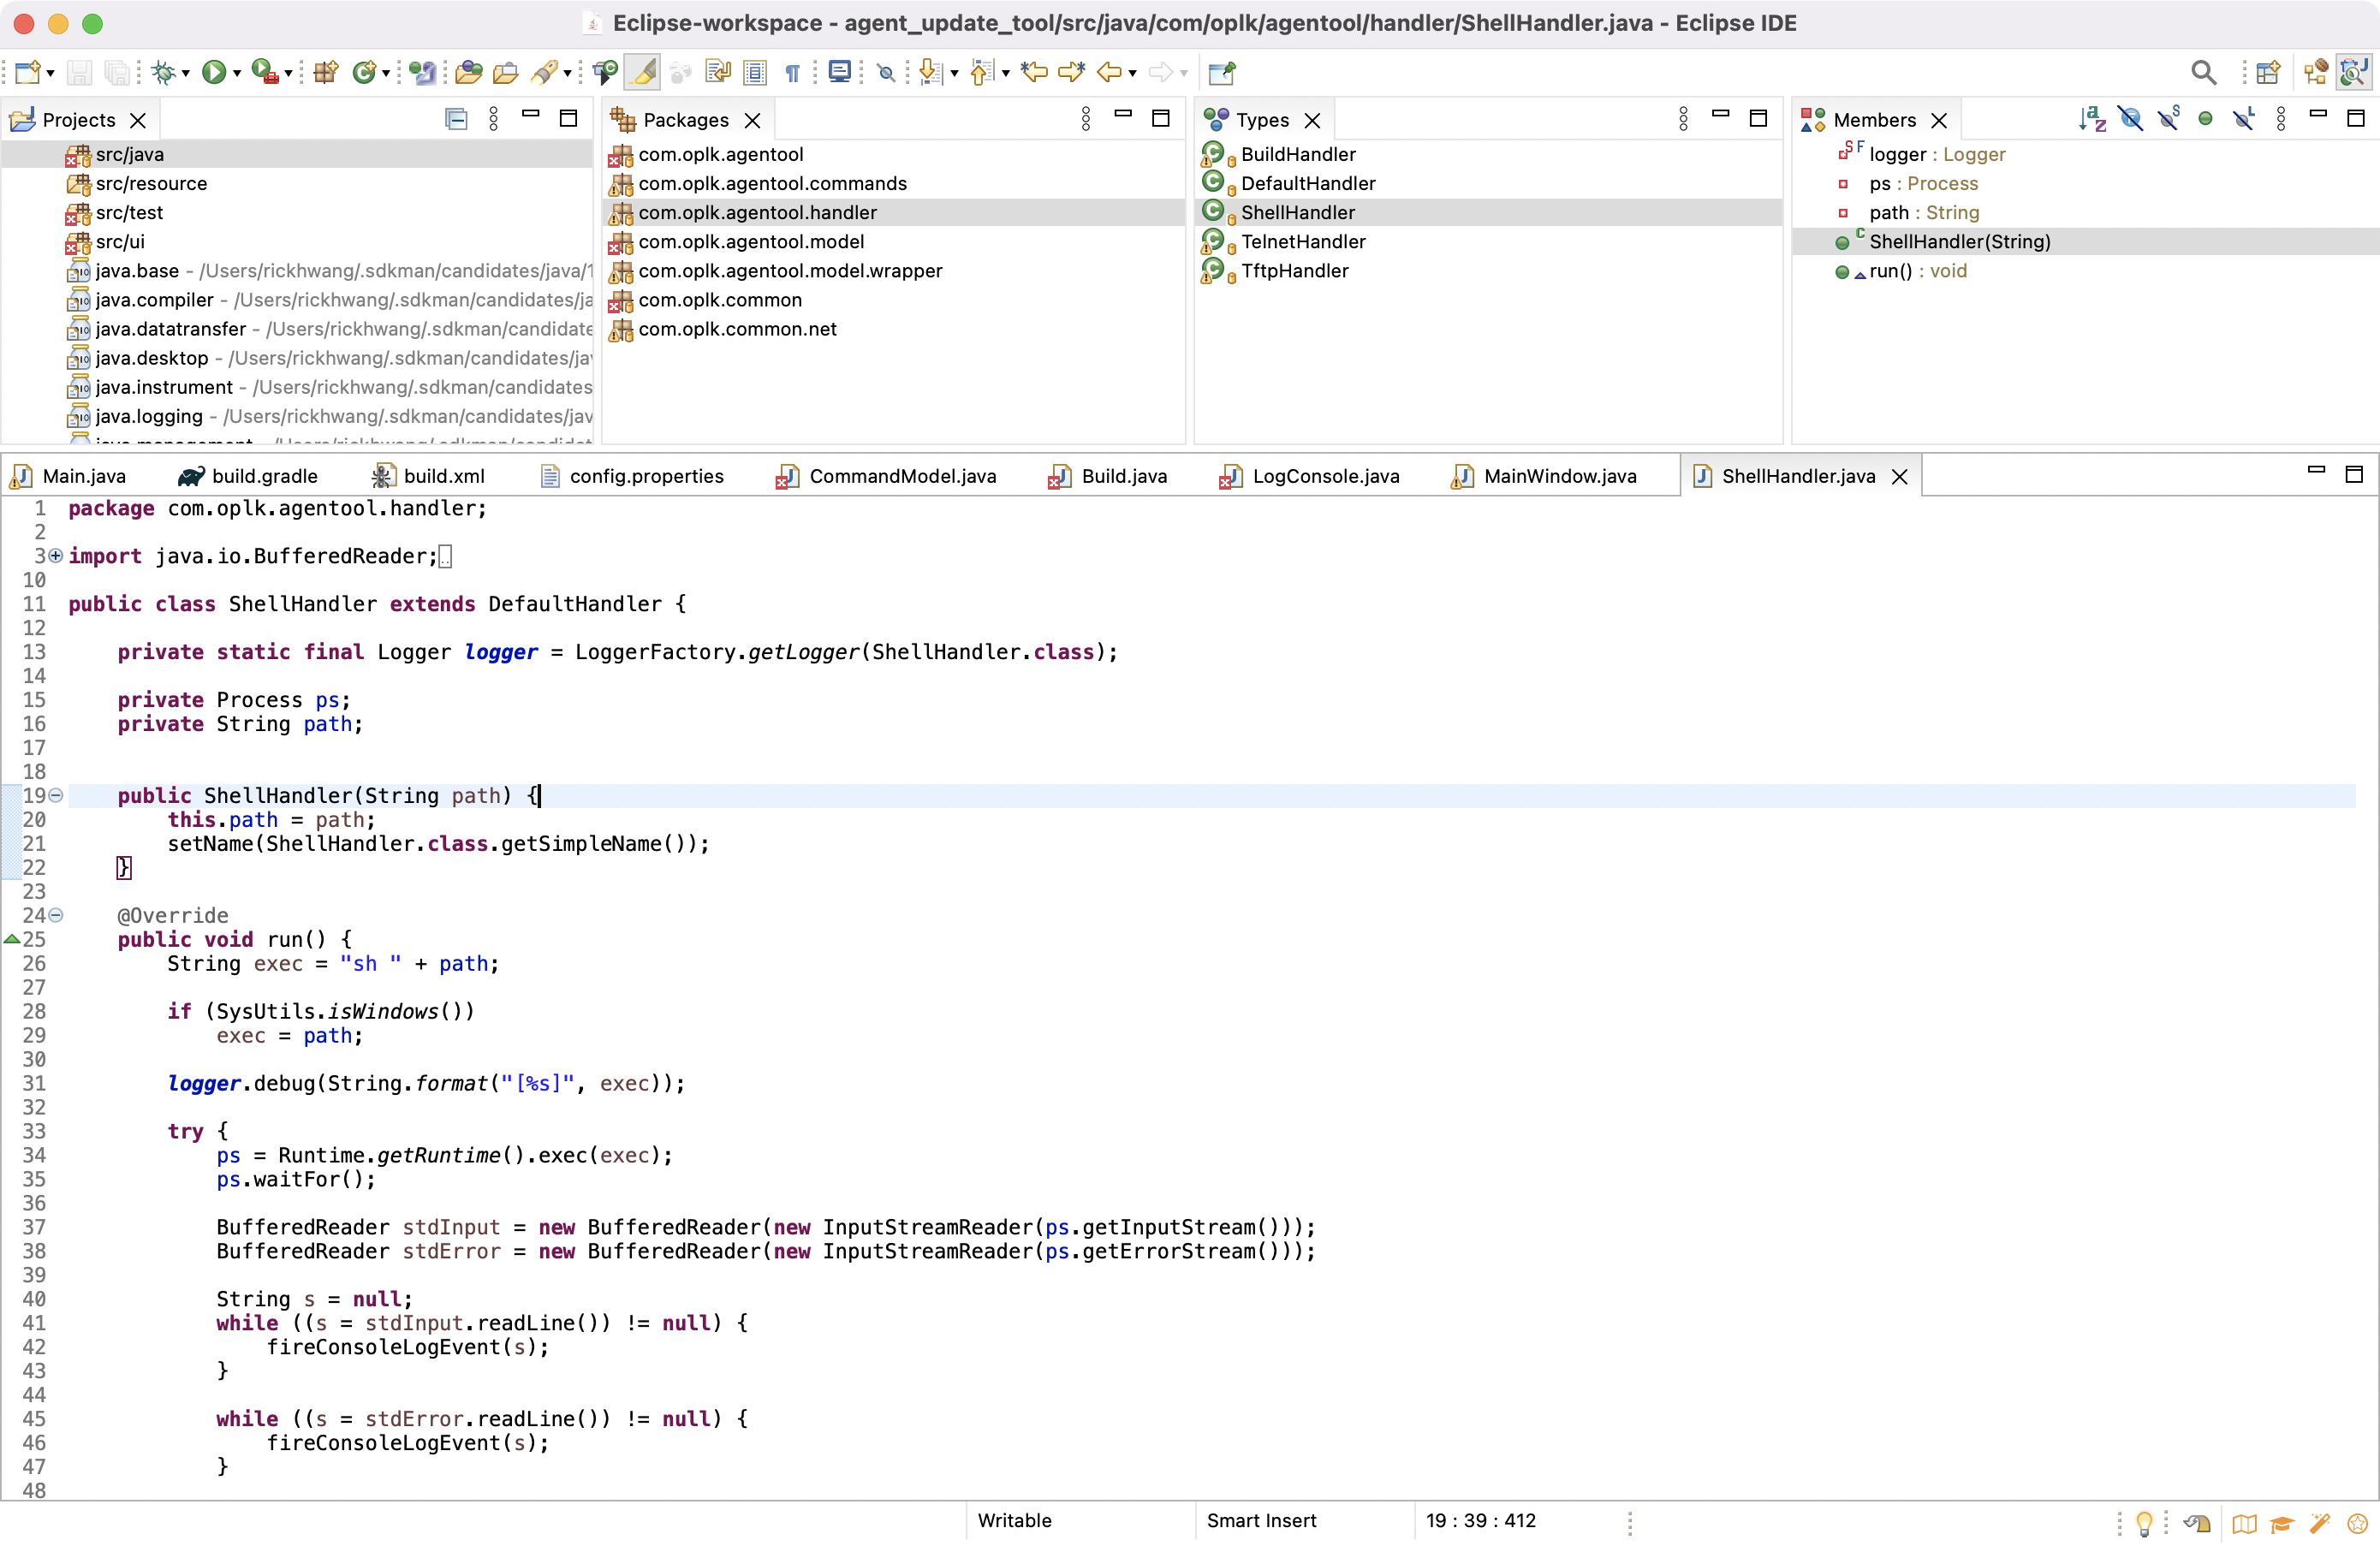 Eclipse-workspace - agent_update_tool/src/java/com/oplk/agentool/handler/ShellHandler.java - Eclipse IDE
Projects
src/java
src/resource
src/test
src/ui
java.base - /Users/rickhwang/.sdkman/candidates/java/1
java.compiler - /Users/rickhwang/.sdkman/candidates/ja
java.datatransfer - /Users/rickhwang/.sdkman/candidate
java.desktop - /Users/rickhwang/.sdkman/candidates/ja
java.instrument - /Users/rickhwang/.sdkman/candidates
java.logging - /Users/rickhwang/.sdkman/candidates/jav
Packages
com.oplk.agentool
com.oplk.agentool.commands
com.oplk.agentool.handler
com.oplk.agentool.model
com.oplk.agentool.model.wrapper
com.oplk.common
com.oplk.common.net
Types
BuildHandler
DefaultHandler
ShellHandler
TelnetHandler
TftpHandler
Members
logger : Logger
ps : Process
path : String
ShellHandler(String)
run() : void
Main.java build.gradle build.xml config.properties CommandModel.java Build.java LogConsole.java MainWindow.java ShellHandler.java
1 package com.oplk.agentool.handler;
2
3 import java.io.BufferedReader;
10
11 public class ShellHandler extends DefaultHandler {
12
13 private static final Logger logger = LoggerFactory.getLogger(ShellHandler.class);
14
15 private Process ps;
16 private String path;
17
18
19 public ShellHandler(String path) {
20 this.path = path;
21 setName(ShellHandler.class.getSimpleName());
22 }
23
24 @Override
25 public void run() {
26 String exec = "sh " + path;
27
28 if (SysUtils.isWindows())
29 exec = path;
30
31 logger.debug(String.format("[%s]", exec));
32
33 try {
34 ps = Runtime.getRuntime().exec(exec);
35 ps.waitFor();
36
37 BufferedReader stdInput = new BufferedReader(new InputStreamReader(ps.getInputStream()));
38 BufferedReader stdError = new BufferedReader(new InputStreamReader(ps.getErrorStream()));
39
40 String s = null;
41 while ((s = stdInput.readLine()) != null) {
42 fireConsoleLogEvent(s);
43 }
44
45 while ((s = stdError.readLine()) != null) {
46 fireConsoleLogEvent(s);
47 }
48
Writable Smart Insert 19 : 39 : 412